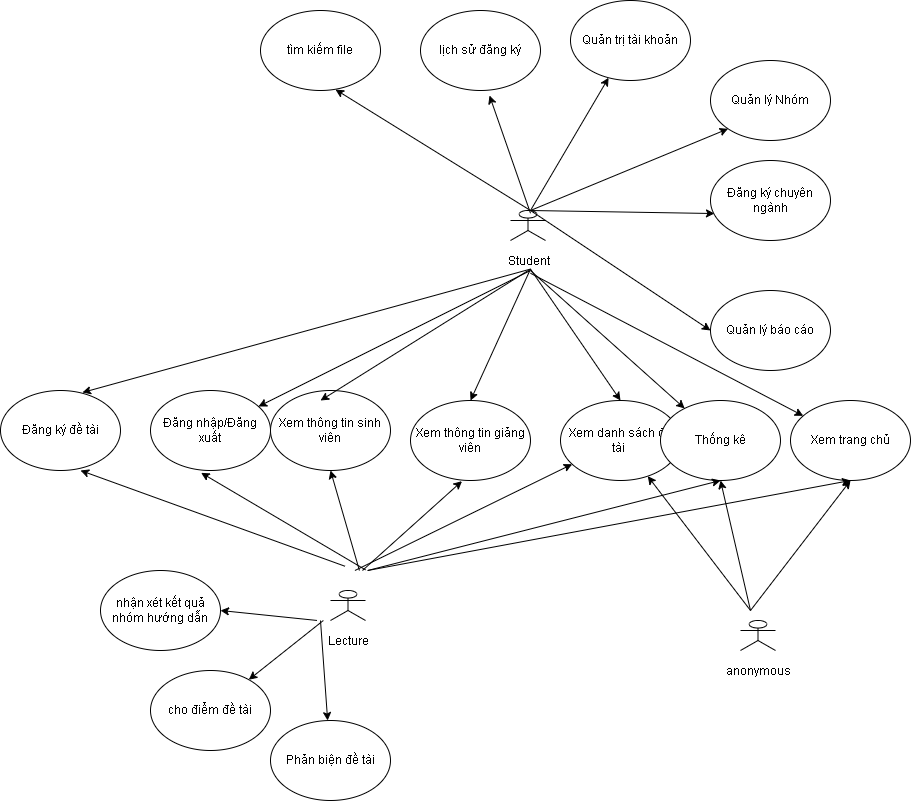 tìm kiếm file
lịch sử đăng ký
Quản trị tài khoản
Quản lý Nhóm
Đăng ký chuyên
ngành
Student
Quản lý báo cáo
Đăng ký đề tài
Đăng nhập/Đăng
xuất
Xem thông tin sinh
viên
Xem thông tin giảng
viên
Xem danh sách đ
tài
Thống kê
Xem trang chủ
nhận xét kết quả
nhóm hướng dẫn
Lecture
anonymous
cho điểm đề tài
Phản biện đề tài